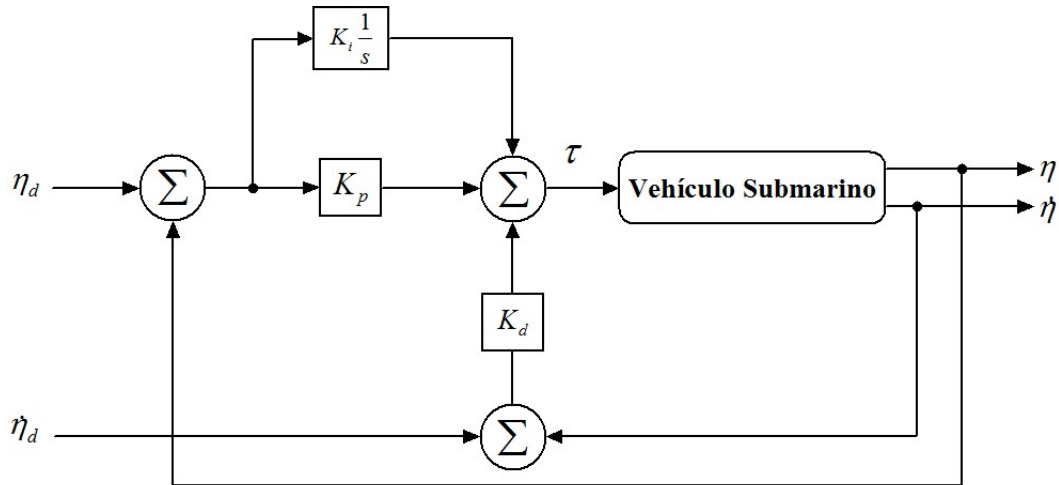 K_i 1/s
η_d
Σ
K_p
Σ
τ
Vehículo Submarino
η
η̇
K_d
η̇_d
Σ